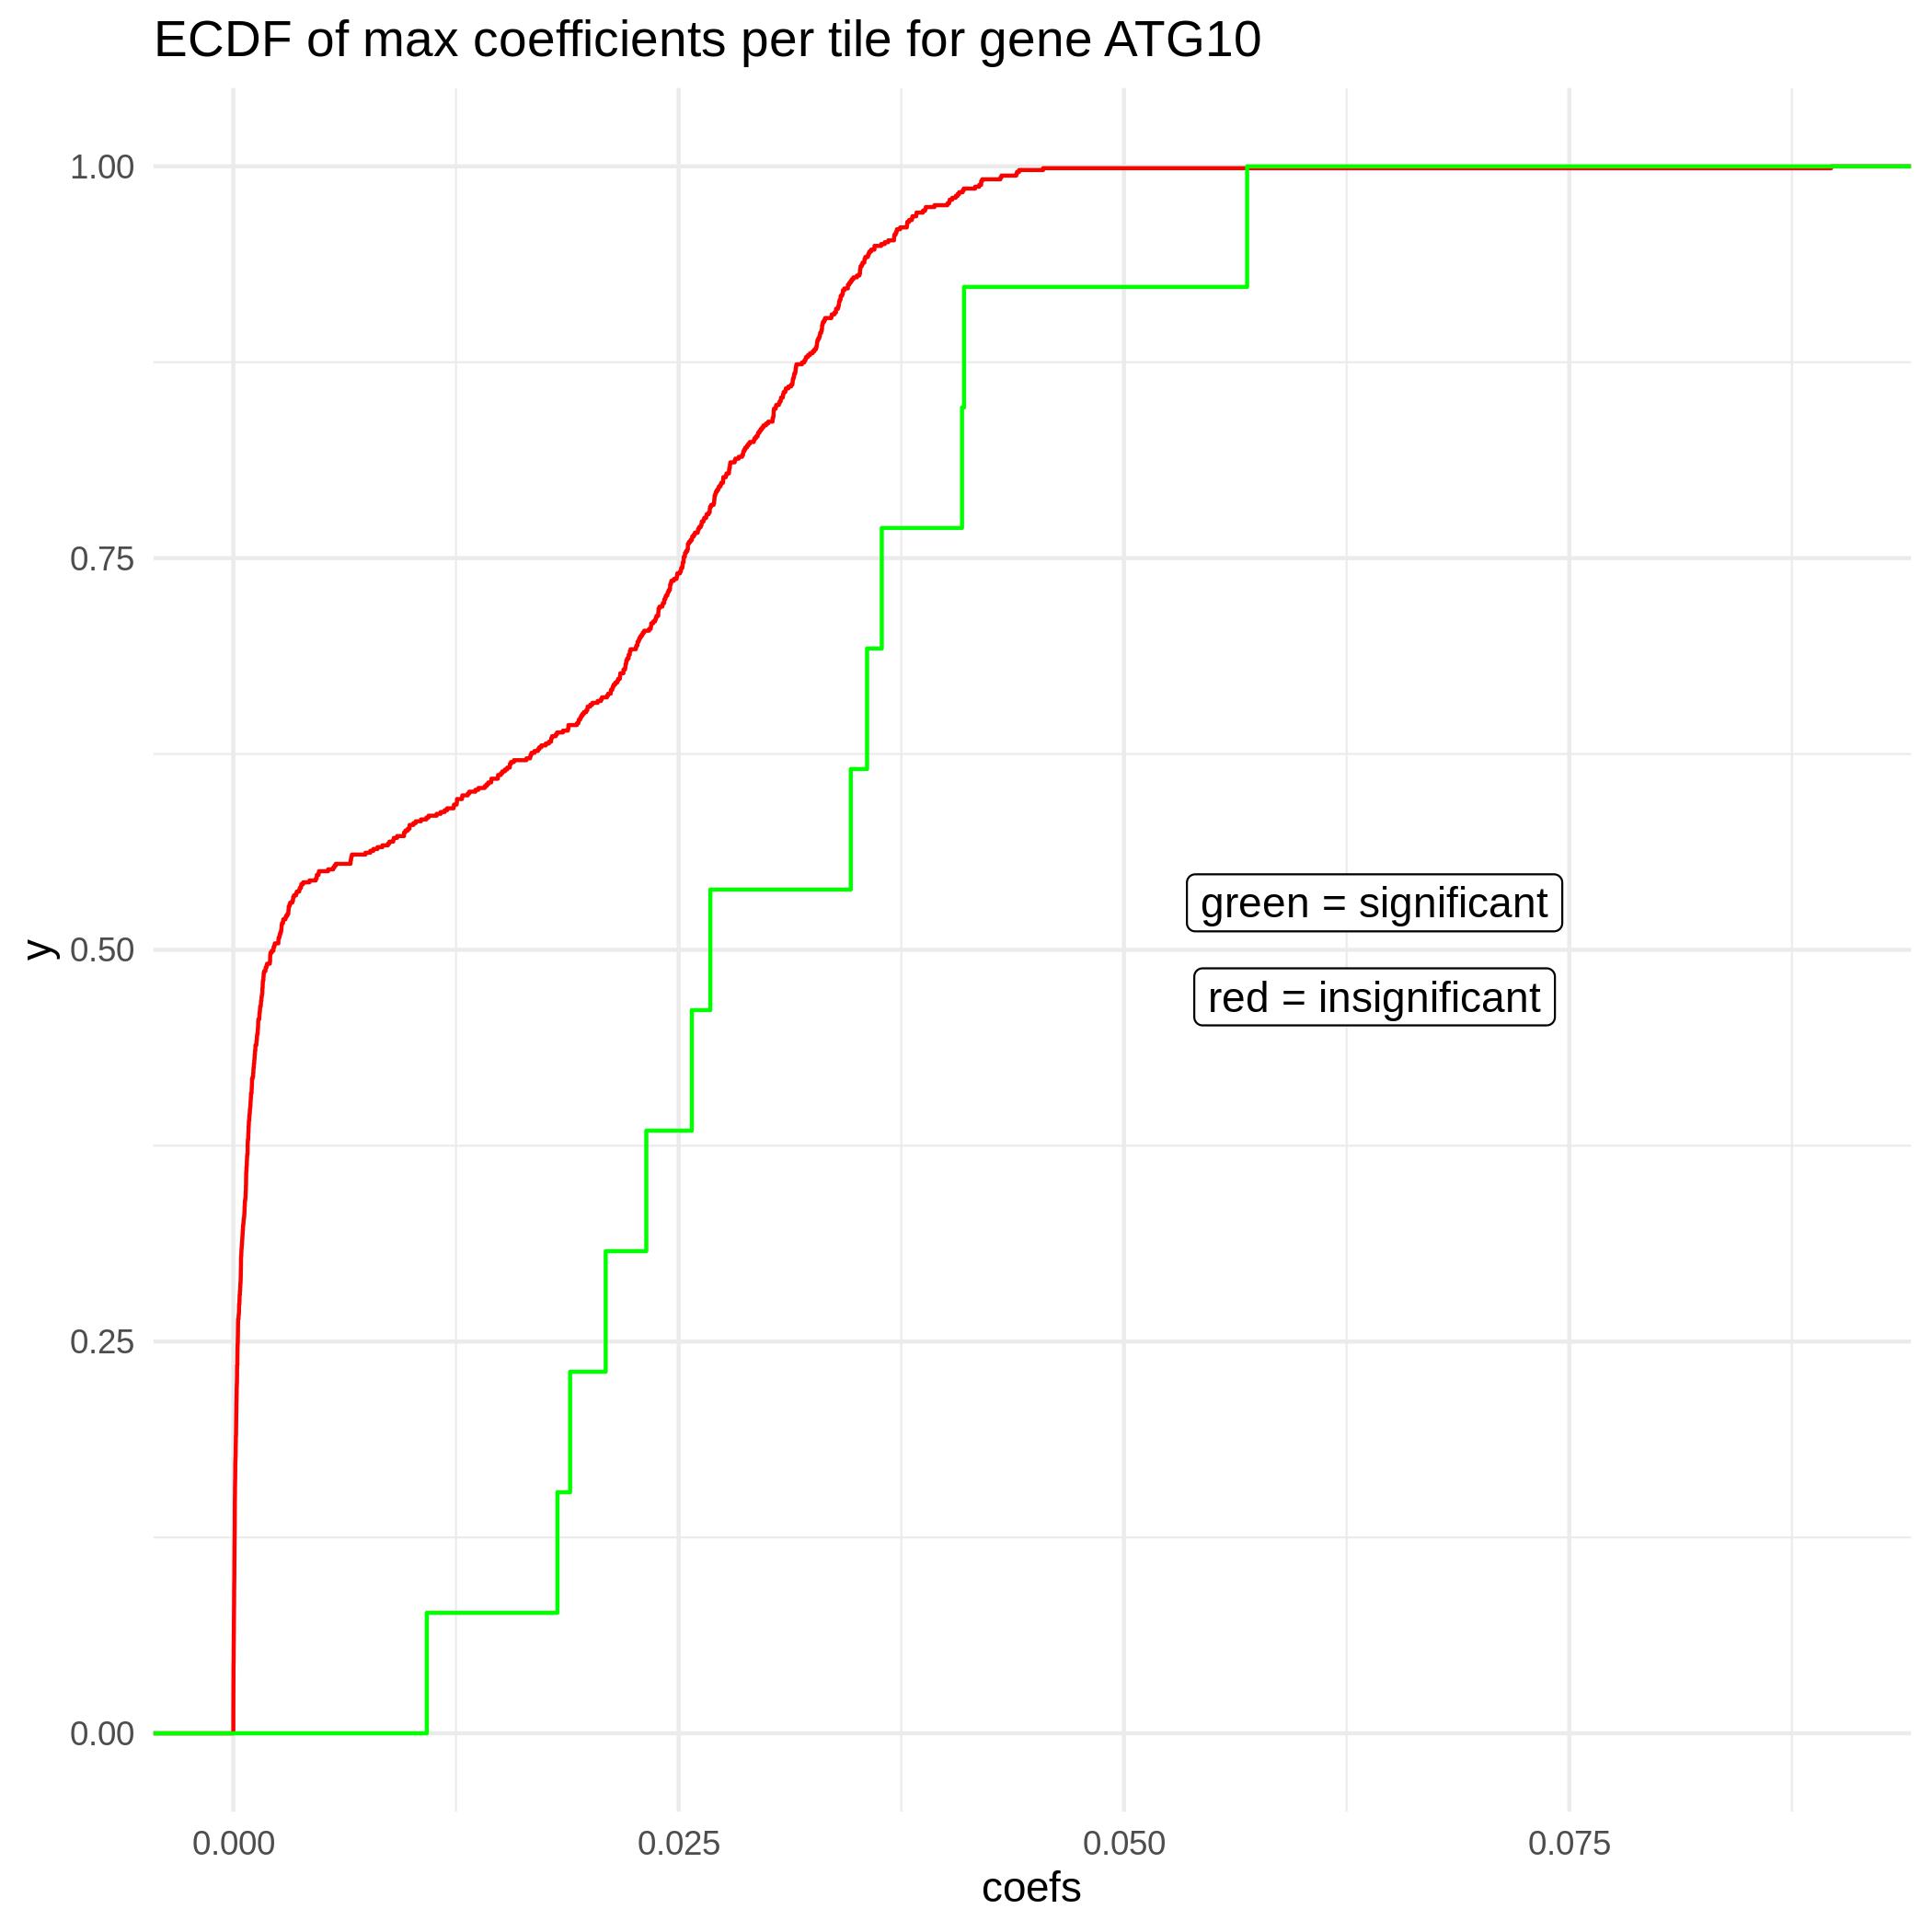 ECDF of max coefficients per tile for gene ATG10
1.00
0.75
0.50
0.25
0.00
y
green = significant
red = insignificant
0.000
0.025
0.050
0.075
coefs